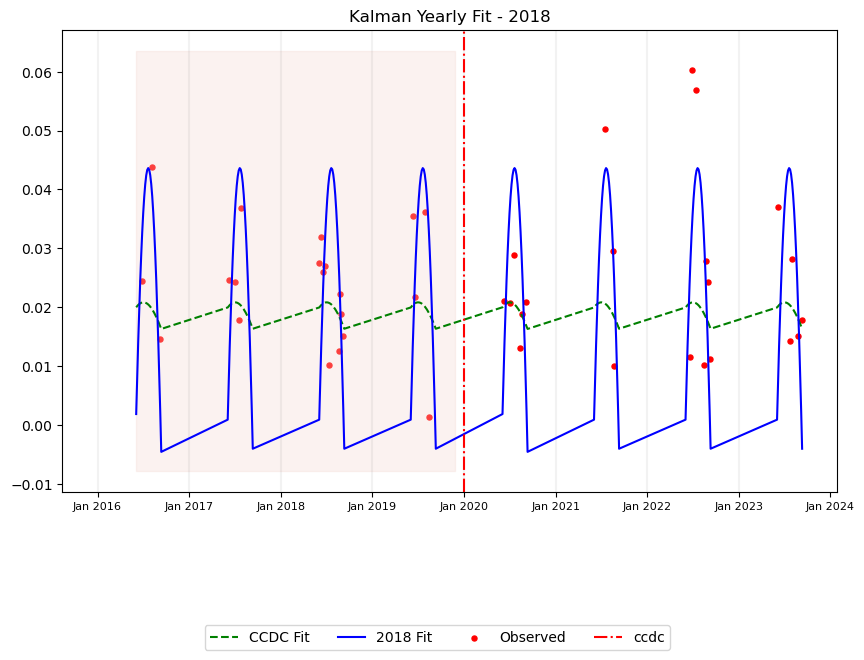 Kalman Yearly Fit - 2018
0.06
0.05
0.04
0.03
0.02
0.01
0.00
−0.01
Jan 2016 Jan 2017 Jan 2018 Jan 2019 Jan 2020 Jan 2021 Jan 2022 Jan 2023 Jan 2024
CCDC Fit 2018 Fit Observed ccdc